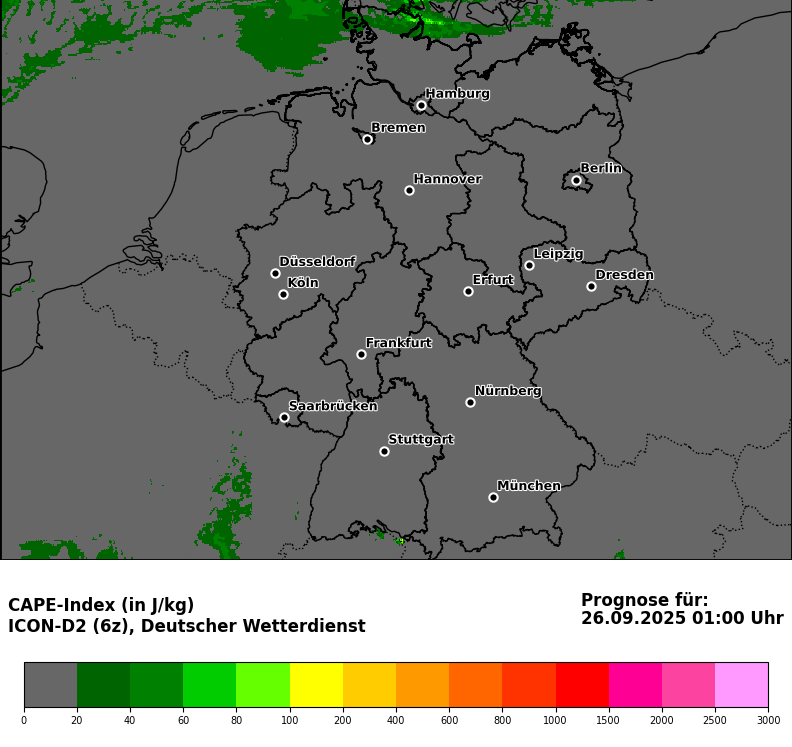 Hamburg
Bremen
Berlin
Hannover
Leipzig
Düsseldorf
Dresden
Köln
Erfurt
Frankfurt
Nürnberg
Saarbrücken
Stuttgart
München
CAPE-Index (in J/kg)
ICON-D2 (6z), Deutscher Wetterdienst
Prognose für:
26.09.2025 01:00 Uhr
0 20 40 60 80 100 200 400 600 800 1000 1500 2000 2500 3000